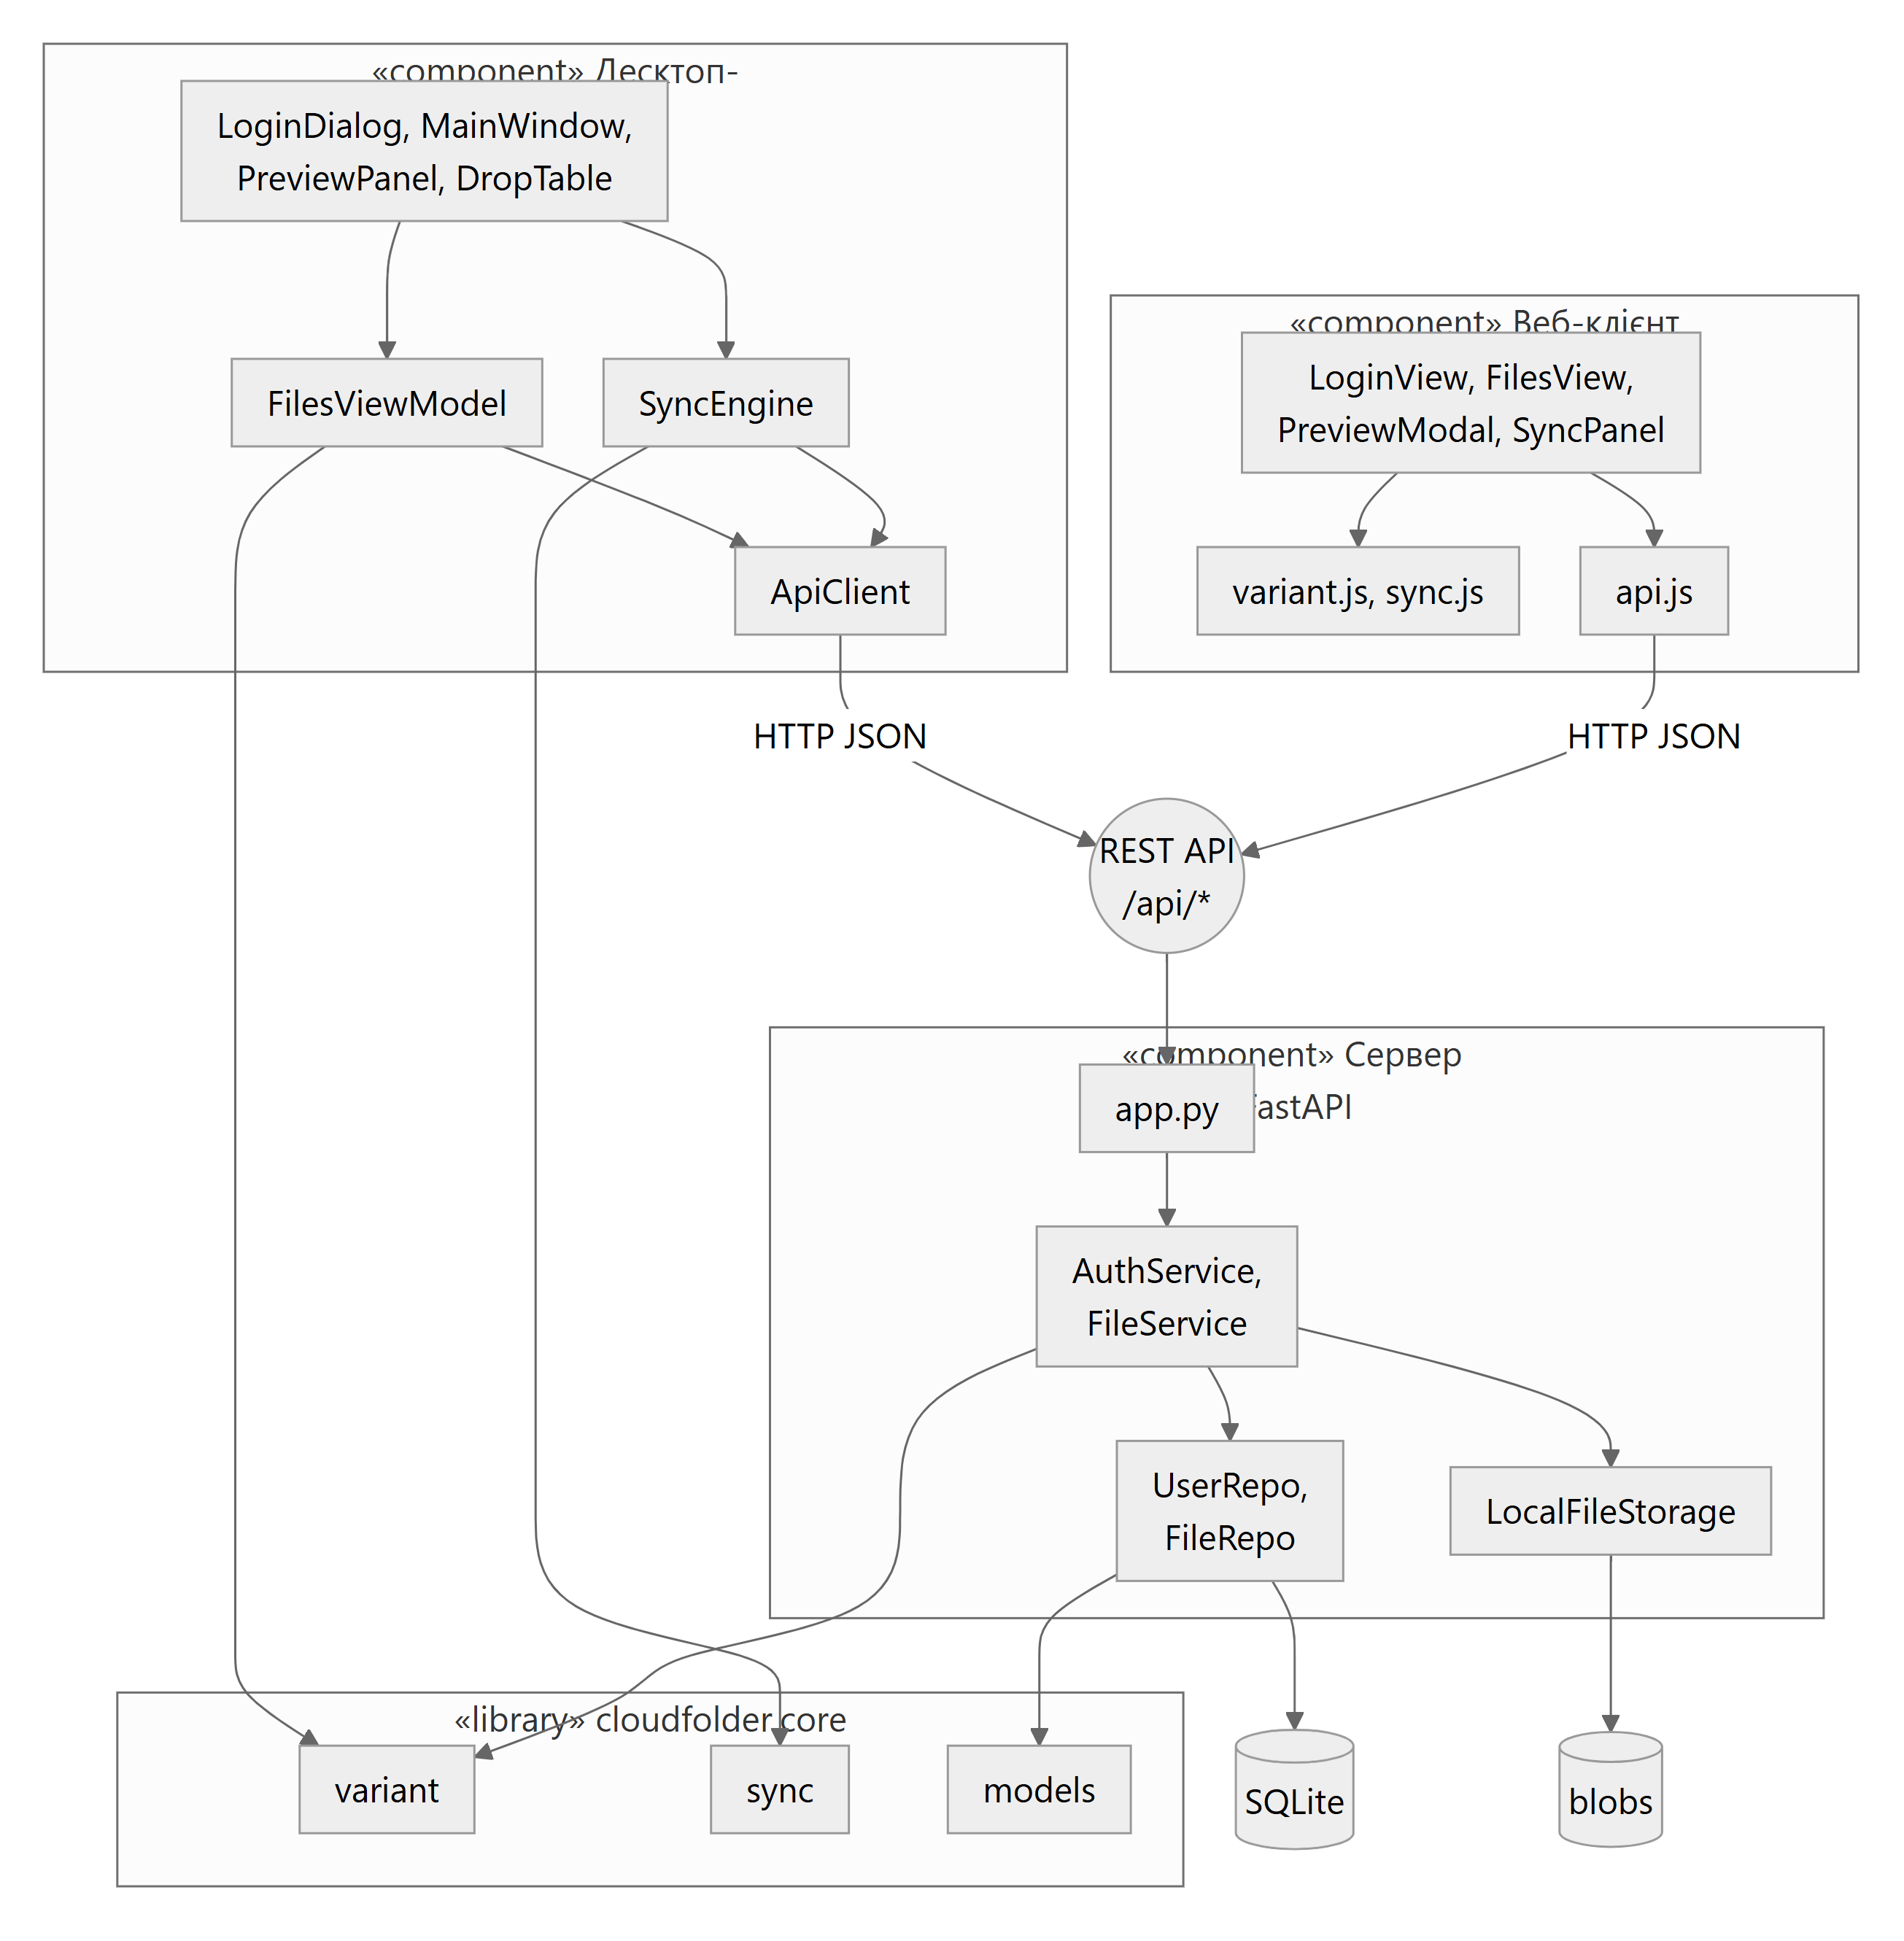 «component» Десктоп-
LoginDialog, MainWindow,
PreviewPanel, DropTable
FilesViewModel
SyncEngine
ApiClient
«component» Веб-клієнт
LoginView, FilesView,
PreviewModal, SyncPanel
variant.js, sync.js
api.js
HTTP JSON
HTTP JSON
REST API
/api/*
«component» Сервер
FastAPI
app.py
AuthService,
FileService
UserRepo,
FileRepo
LocalFileStorage
«library» cloudfolder.core
variant
sync
models
SQLite
blobs